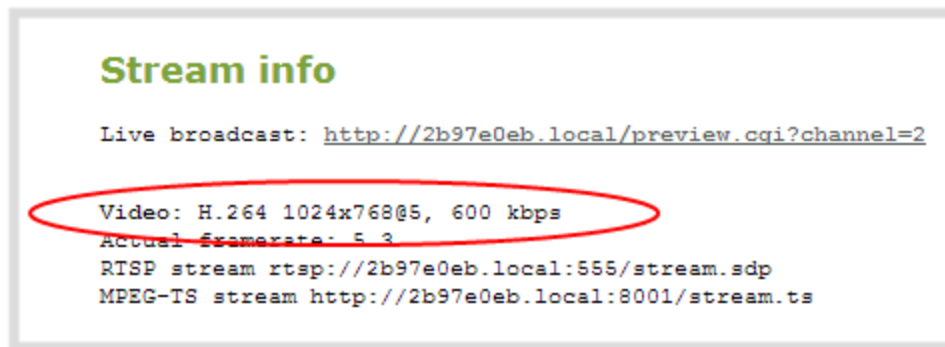 Stream info
Live broadcast: http://2b97e0eb.local/preview.cgi?channel=2
Video: H.264 1024x768@5, 600 kbps
Actual framerate: 5.3
RTSP stream rtsp://2b97e0eb.local:555/stream.sdp
MPEG-TS stream http://2b97e0eb.local:8001/stream.ts